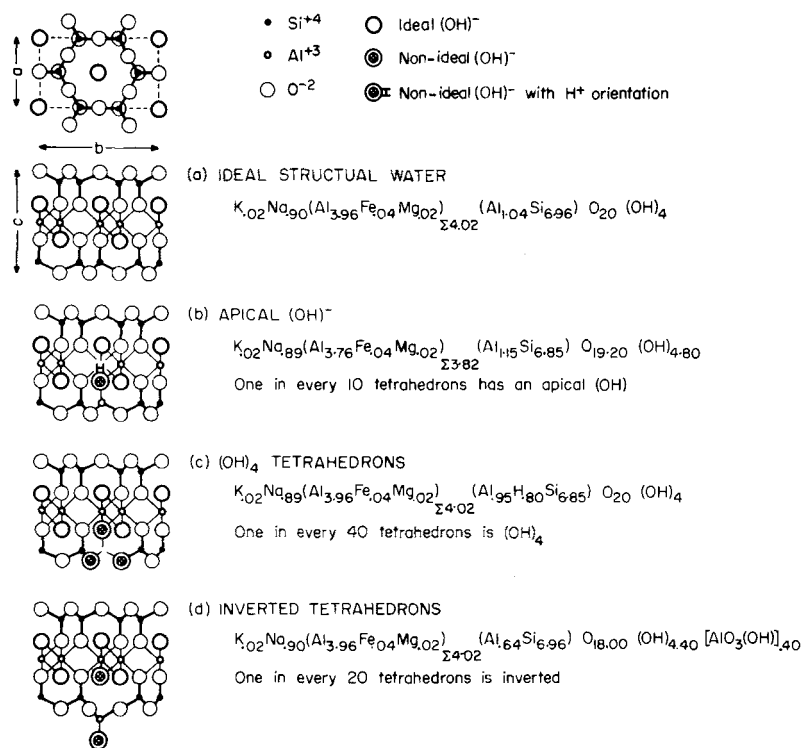 Si+4 Ideal (OH)−
Al+3 Non-ideal (OH)−
O−2 Non-ideal (OH)− with H+ orientation
a
b
c
(a) IDEAL STRUCTUAL WATER
K.02Na.90(Al3.96Fe.04Mg.02)Σ4.02 (Al1.04Si6.96) O20 (OH)4
(b) APICAL (OH)−
K.02Na.89(Al3.76Fe.04Mg.02)Σ3.82 (Al1.15Si6.85) O19.20 (OH)4.80
One in every 10 tetrahedrons has an apical (OH)
H
(c) (OH)4 TETRAHEDRONS
K.02Na.89(Al3.96Fe.04Mg.02)Σ4.02 (Al.95H.80Si6.85) O20 (OH)4
One in every 40 tetrahedrons is (OH)4
(d) INVERTED TETRAHEDRONS
K.02Na.90(Al3.96Fe.04Mg.02)Σ4.02 (Al.64Si6.96) O18.00 (OH)4.40 [AlO3(OH)].40
One in every 20 tetrahedrons is inverted